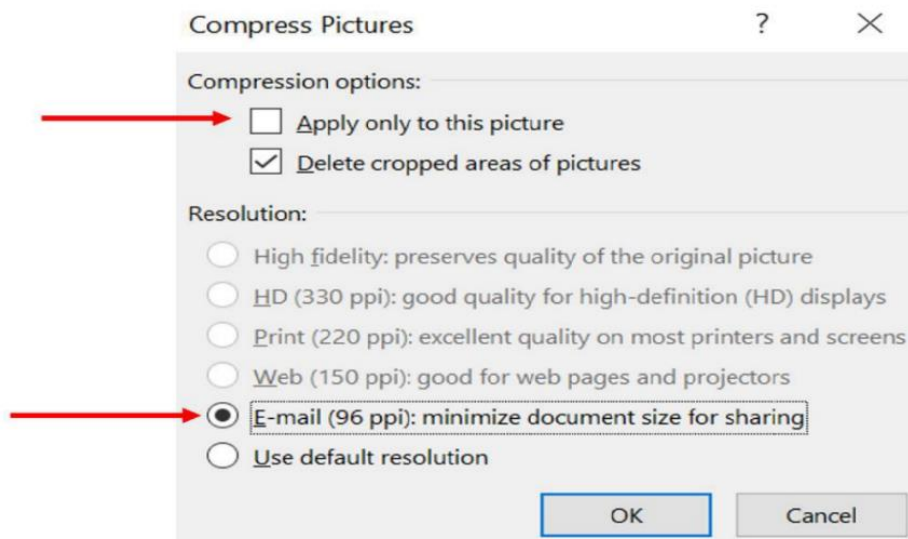 Compress Pictures ?
Compression options:
Apply only to this picture
Delete cropped areas of pictures
Resolution:
High fidelity: preserves quality of the original picture
HD (330 ppi): good quality for high-definition (HD) displays
Print (220 ppi): excellent quality on most printers and screens
Web (150 ppi): good for web pages and projectors
E-mail (96 ppi): minimize document size for sharing
Use default resolution
OK Cancel